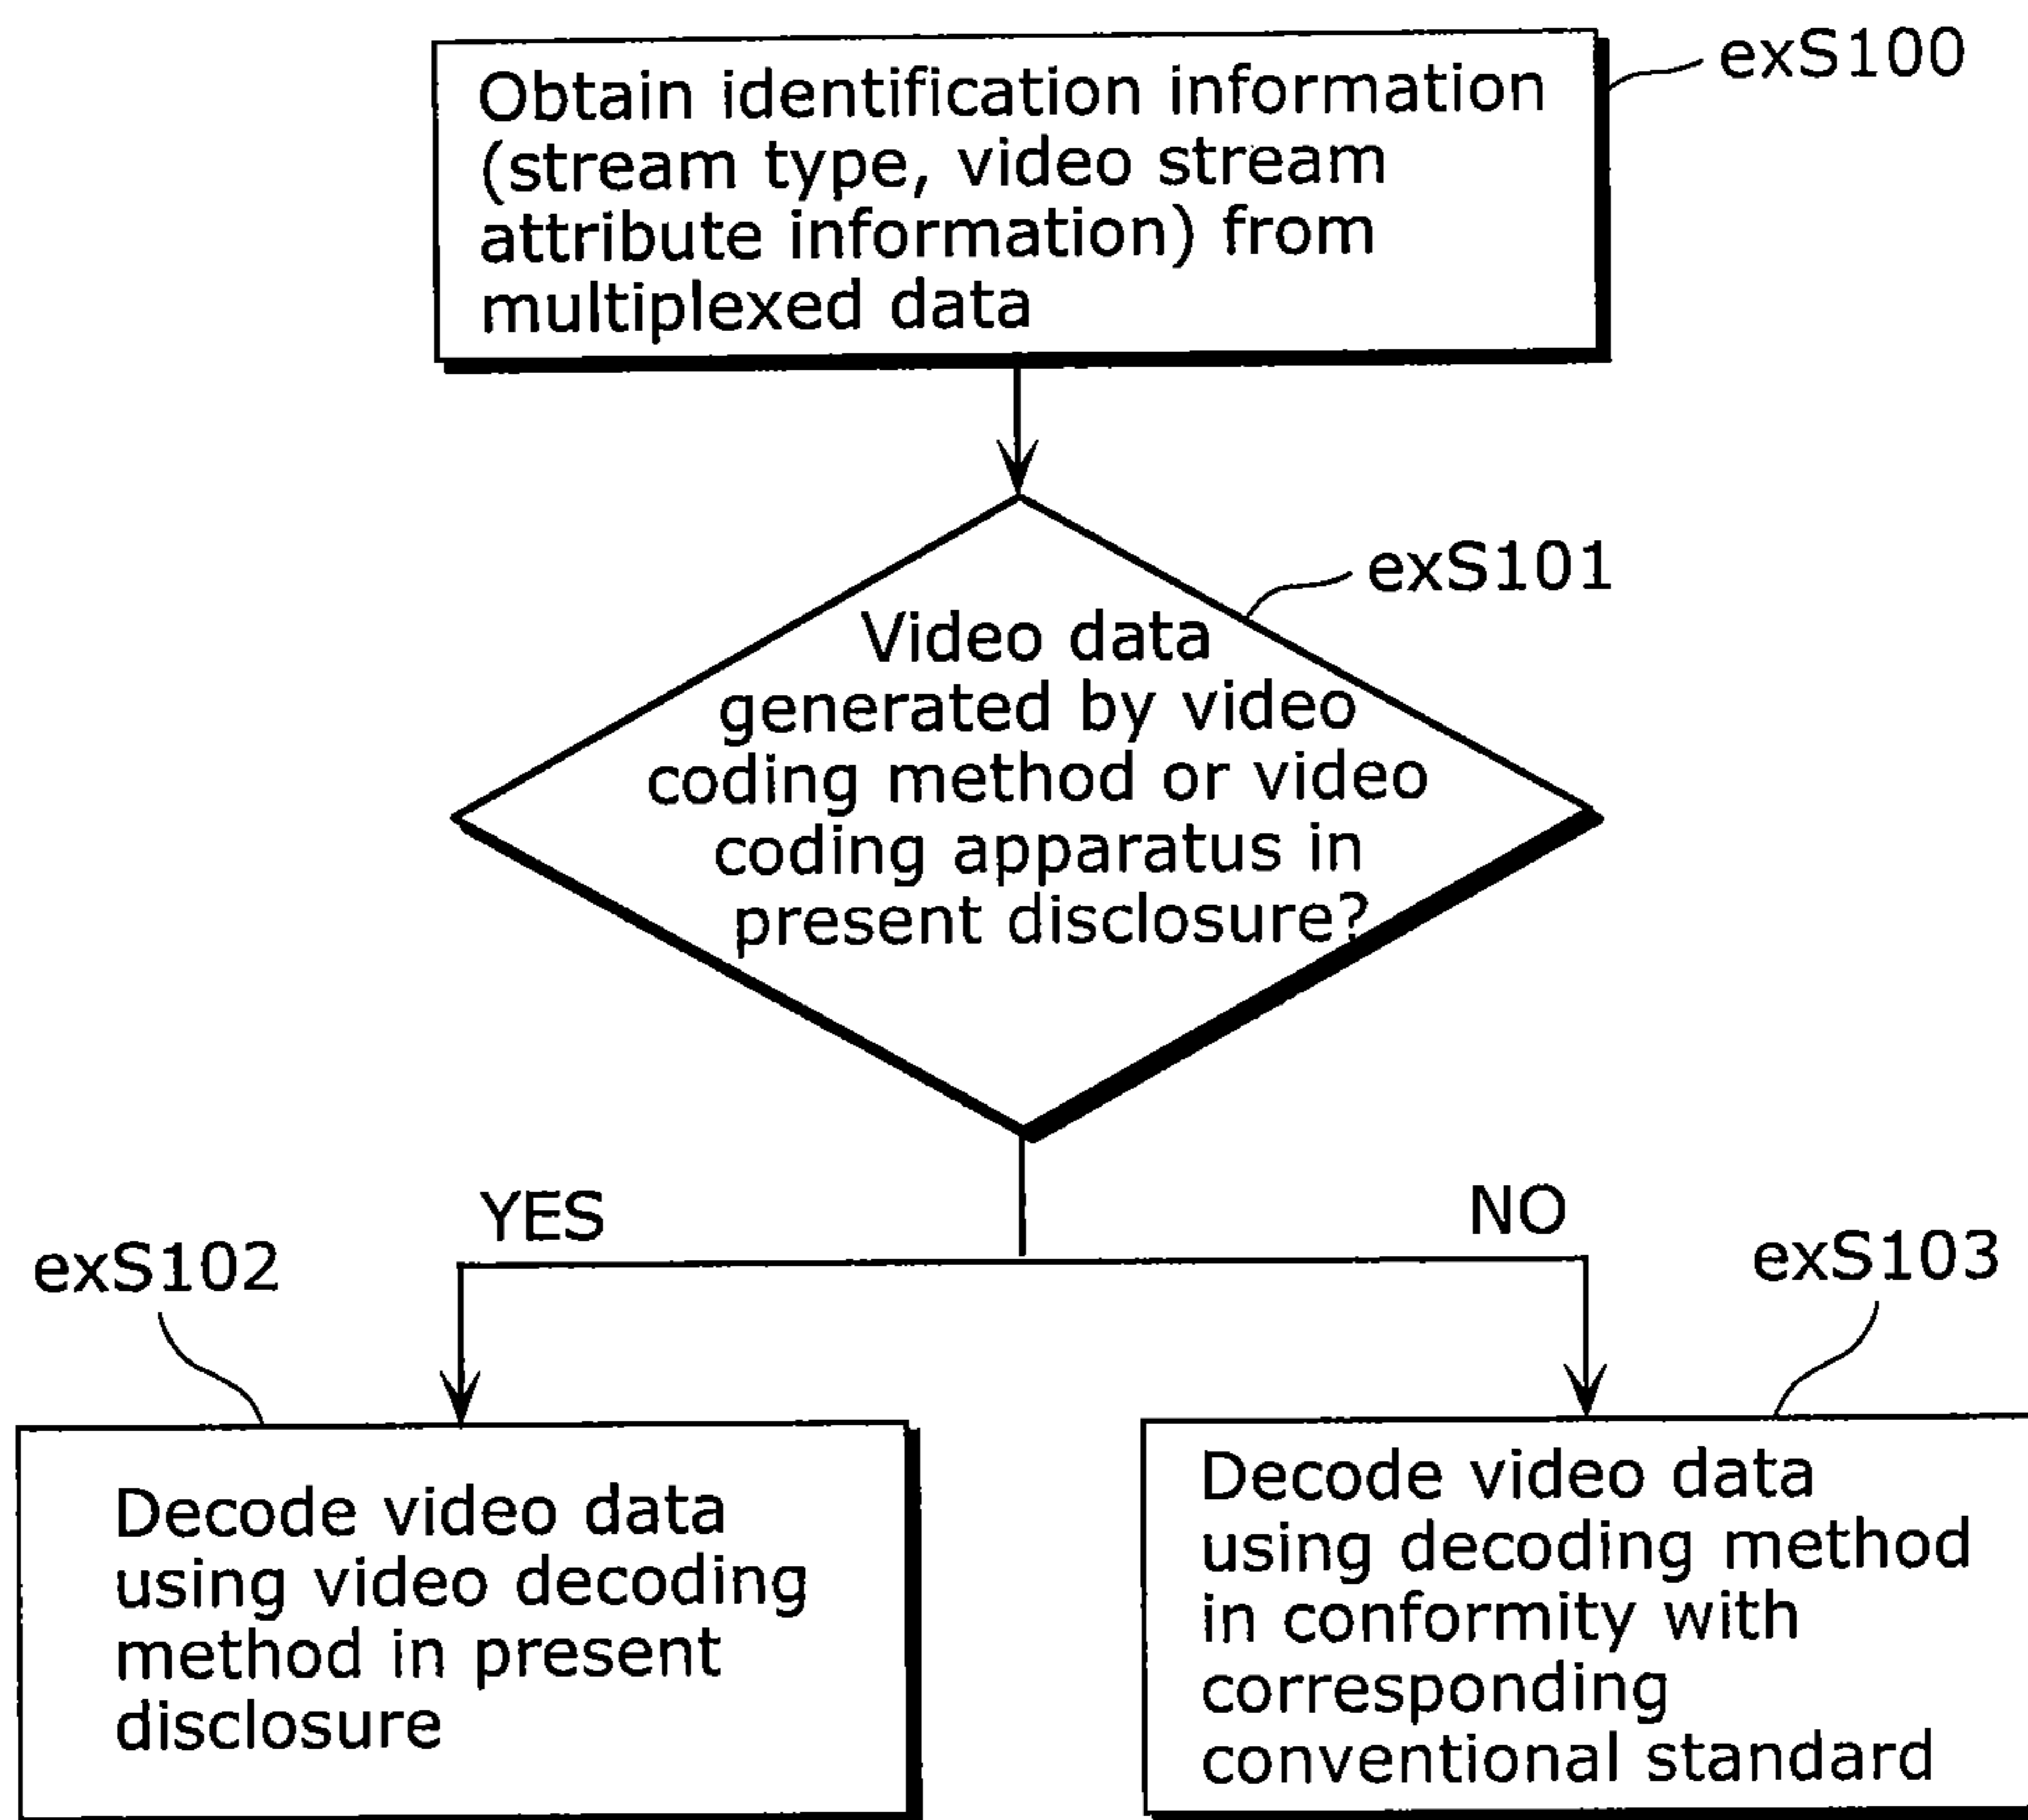 exS100
Obtain identification information
(stream type, video stream
attribute information) from
multiplexed data
exS101
Video data
generated by video
coding method or video
coding apparatus in
present disclosure?
YES
NO
exS102
exS103
Decode video data
using video decoding
method in present
disclosure
Decode video data
using decoding method
in conformity with
corresponding
conventional standard